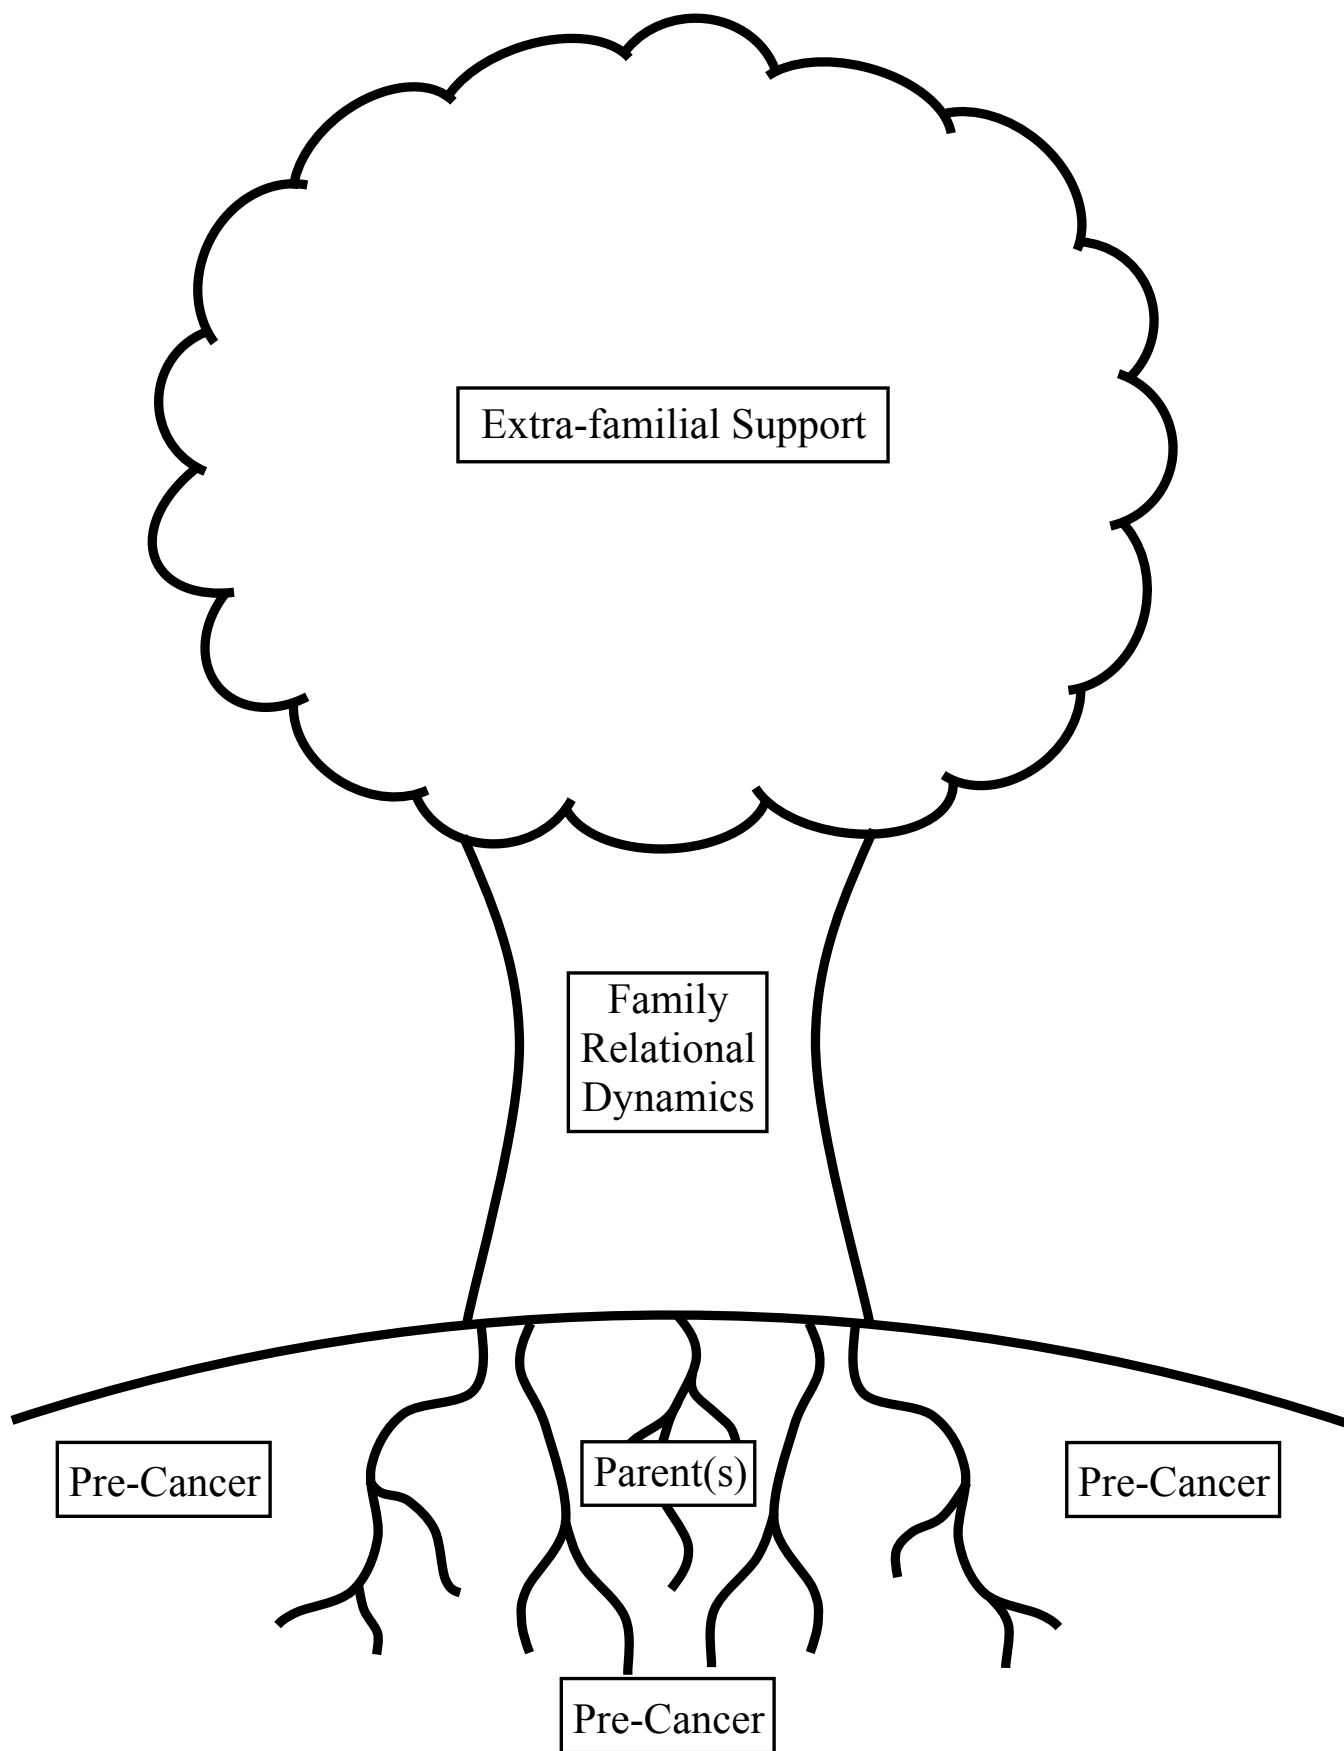 Extra-familial Support
Family
Relational
Dynamics
Pre-Cancer
Parent(s)
Pre-Cancer
Pre-Cancer